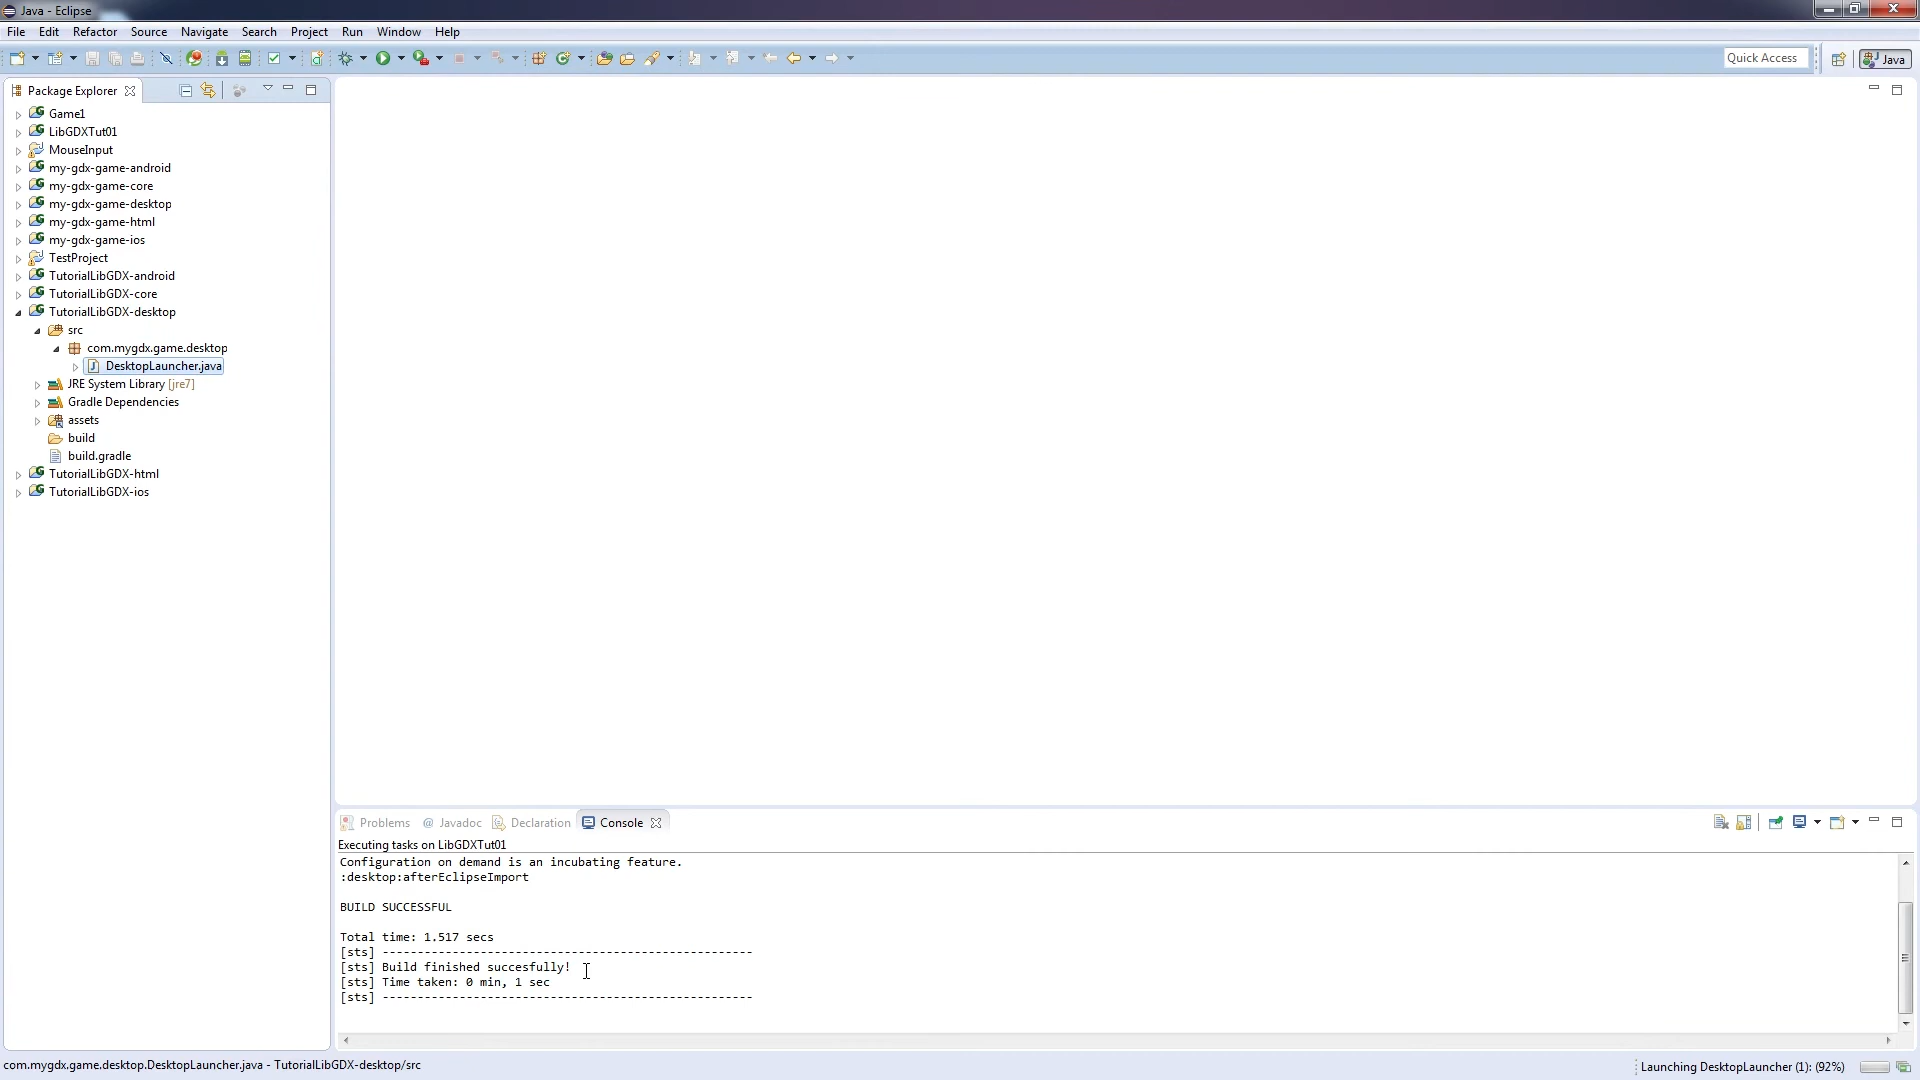 Java - Eclipse
File Edit Refactor Source Navigate Search Project Run Window Help
Quick Access
Java
Package Explorer
Game1
LibGDXTut01
MouseInput
my-gdx-game-android
my-gdx-game-core
my-gdx-game-desktop
my-gdx-game-html
my-gdx-game-ios
TestProject
TutorialLibGDX-android
TutorialLibGDX-core
TutorialLibGDX-desktop
src
com.mygdx.game.desktop
DesktopLauncher.java
JRE System Library [jre7]
Gradle Dependencies
assets
build
build.gradle
TutorialLibGDX-html
TutorialLibGDX-ios
Problems @ Javadoc Declaration Console
Executing tasks on LibGDXTut01
Configuration on demand is an incubating feature.
:desktop:afterEclipseImport
BUILD SUCCESSFUL
Total time: 1.517 secs
[sts] -----------------------------------------------------
[sts] Build finished succesfully!
[sts] Time taken: 0 min, 1 sec
[sts] -----------------------------------------------------
com.mygdx.game.desktop.DesktopLauncher.java - TutorialLibGDX-desktop/src
Launching DesktopLauncher (1): (92%)